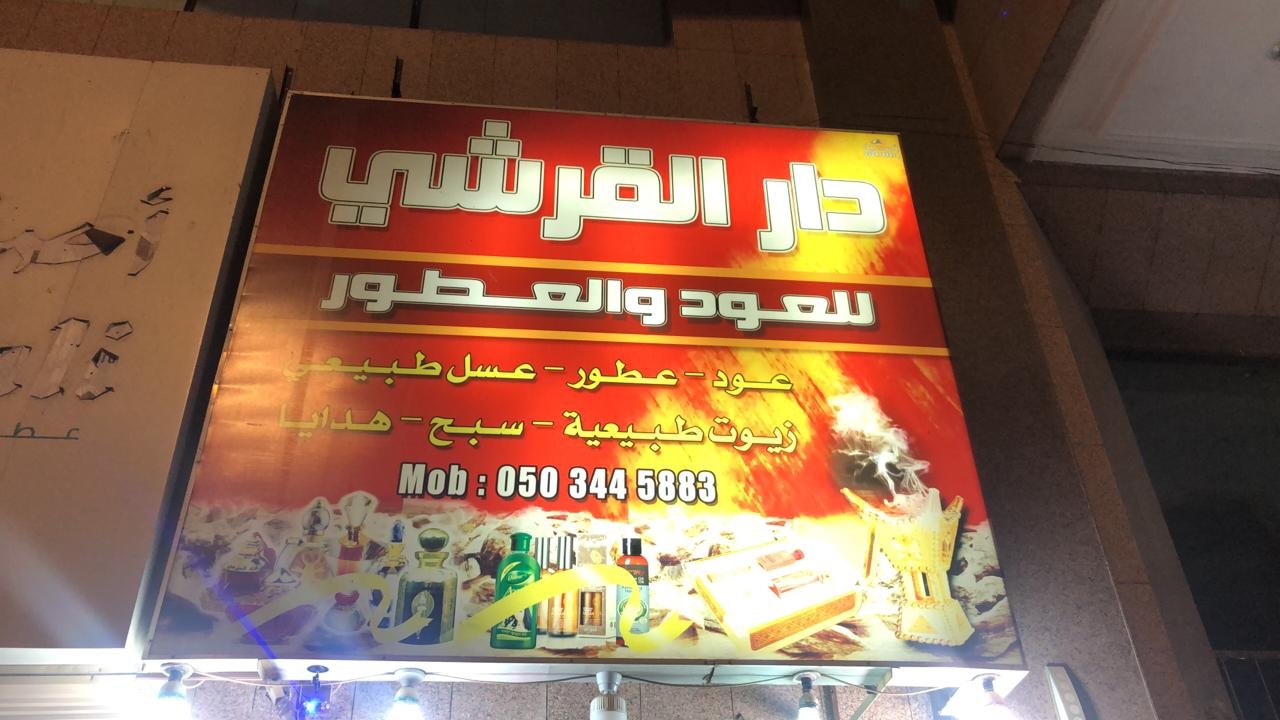 دار القرشي
للعود والعطور
عود - عطور - عسل طبيعي
زيوت طبيعية - سبح - هدايا
Mob : 050 344 5883